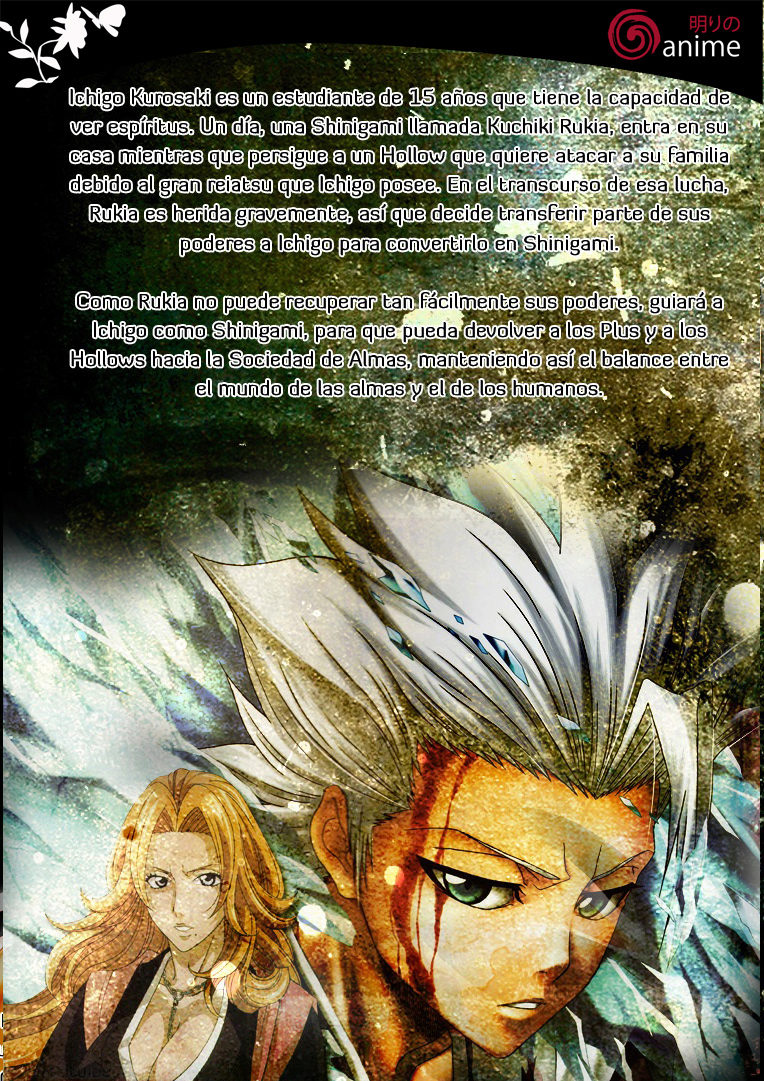 明りの
anime
Ichigo Kurosaki es un estudiante de 15 años que tiene la capacidad de
ver espíritus. Un día, una Shinigami llamada Kuchiki Rukia, entra en su
casa mientras que persigue a un Hollow que quiere atacar a su familia
debido al gran reiatsu que Ichigo posee. En el transcurso de esa lucha,
Rukia es herida gravemente, así que decide transferir parte de sus
poderes a Ichigo para convertirlo en Shinigami.
Como Rukia no puede recuperar tan fácilmente sus poderes, guiará a
Ichigo como Shinigami, para que pueda devolver a los Plus y a los
Hollows hacia la Sociedad de Almas, manteniendo así el balance entre
el mundo de las almas y el de los humanos.